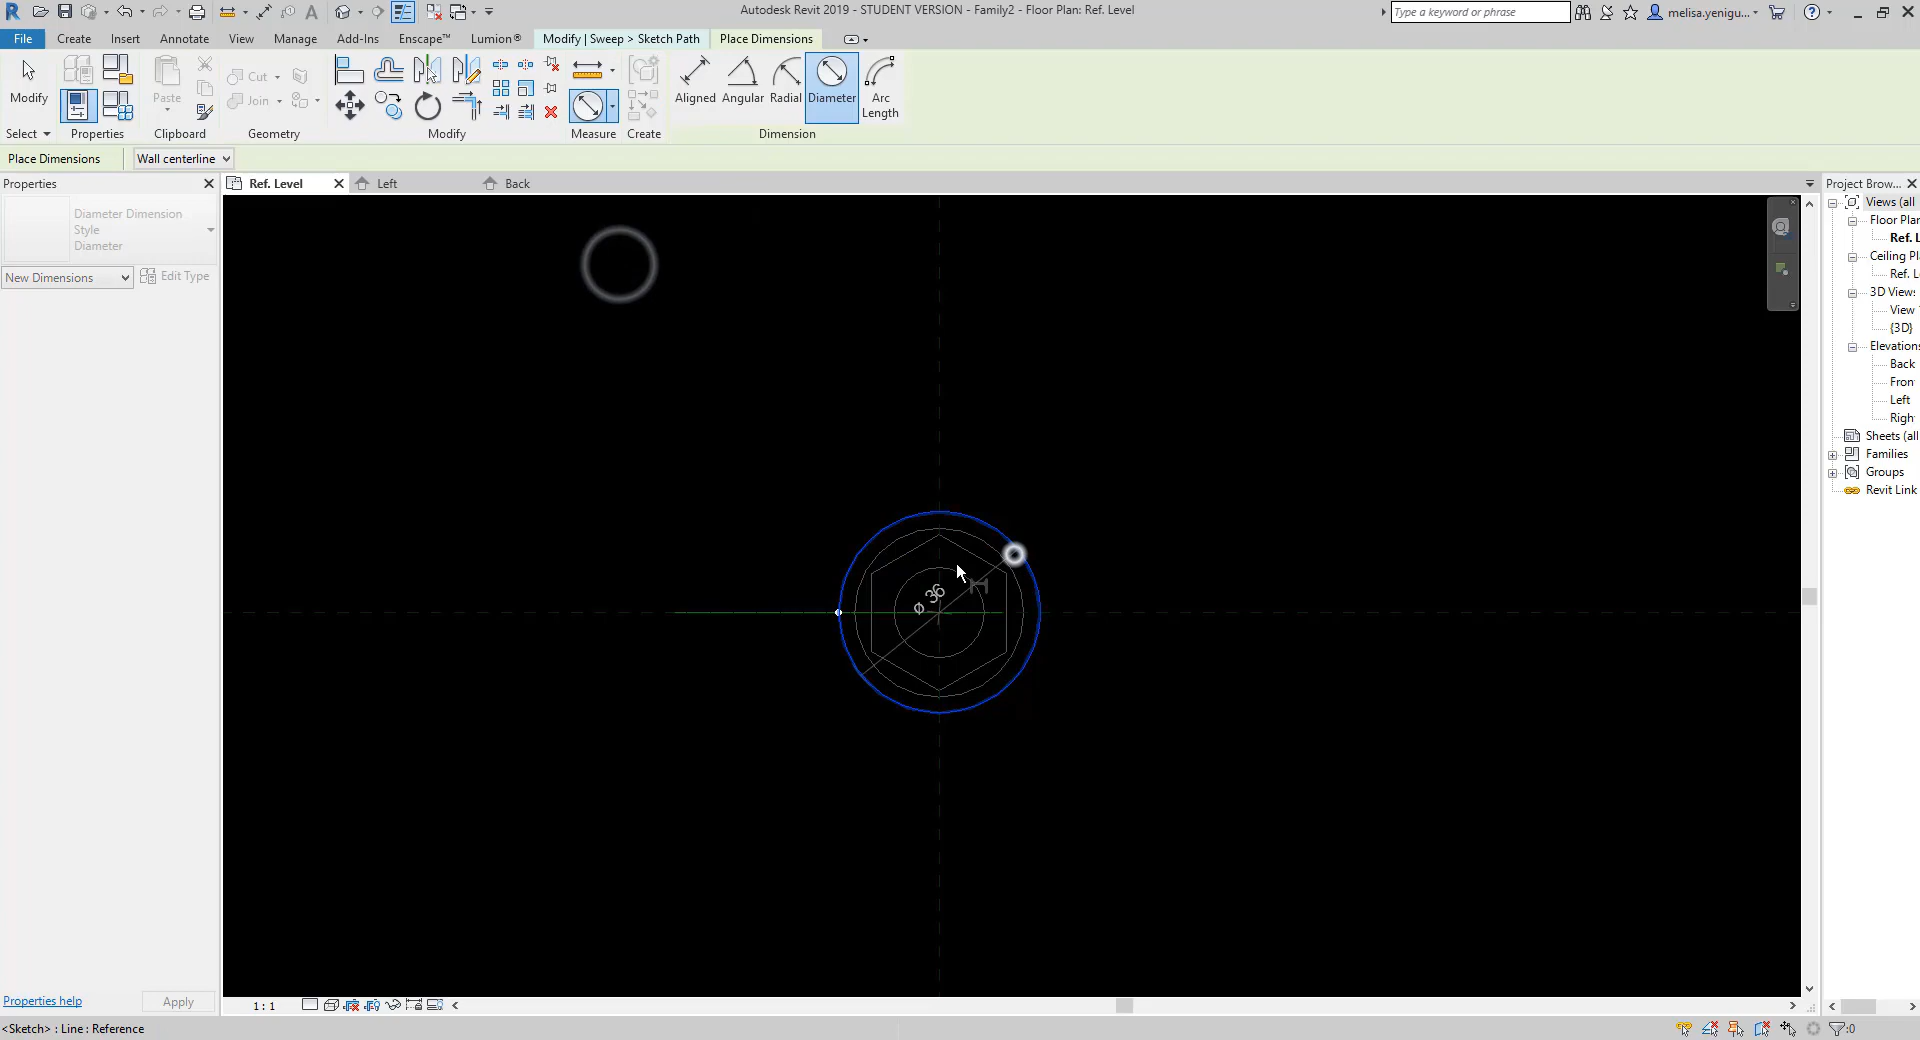 Autodesk Revit 2019 - STUDENT VERSION - Family2 - Floor Plan: Ref. Level
Type a keyword or phrase
melisa.yenigu...
File
Create
Insert
Annotate
View
Manage
Add-Ins
Enscape™
Lumion®
Modify | Sweep > Sketch Path
Place Dimensions
Modify
Paste
Cut
Join
Aligned
Angular
Radial
Diameter
Arc
Length
Select
Properties
Clipboard
Geometry
Modify
Measure
Create
Dimension
Place Dimensions
Wall centerline
Properties
Ref. Level
Left
Back
Project Brow...
Diameter Dimension
Style
Diameter
New Dimensions
Edit Type
Views (all
Floor Plan
Ref. L
Ceiling Pl
Ref. L
3D Views
View
{3D}
Elevations
Back
Fron
Left
Righ
Sheets (all
Families
Groups
Revit Link
ø 36
Properties help
Apply
1 : 1
<Sketch> : Line : Reference
:0